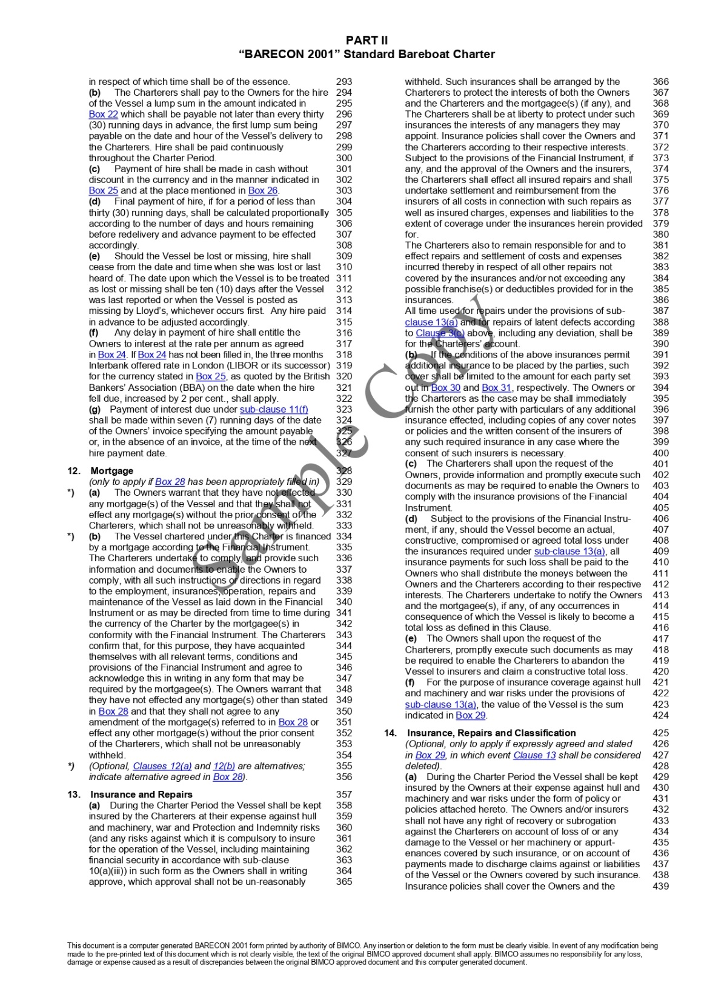 PART II
“BARECON 2001” Standard Bareboat Charter
in respect of which time shall be of the essence. 293
(b) The Charterers shall pay to the Owners for the hire 294
of the Vessel a lump sum in the amount indicated in 295
Box 22 which shall be payable not later than every thirty 296
(30) running days in advance, the first lump sum being 297
payable on the date and hour of the Vessel’s delivery to 298
the Charterers. Hire shall be paid continuously 299
throughout the Charter Period. 300
(c) Payment of hire shall be made in cash without 301
discount in the currency and in the manner indicated in 302
Box 25 and at the place mentioned in Box 26. 303
(d) Final payment of hire, if for a period of less than 304
thirty (30) running days, shall be calculated proportionally 305
according to the number of days and hours remaining 306
before redelivery and advance payment to be effected 307
accordingly. 308
(e) Should the Vessel be lost or missing, hire shall 309
cease from the date and time when she was lost or last 310
heard of. The date upon which the Vessel is to be treated 311
as lost or missing shall be ten (10) days after the Vessel 312
was last reported or when the Vessel is posted as 313
missing by Lloyd’s, whichever occurs first. Any hire paid 314
in advance to be adjusted accordingly. 315
(f) Any delay in payment of hire shall entitle the 316
Owners to interest at the rate per annum as agreed 317
in Box 24. If Box 24 has not been filled in, the three months 318
Interbank offered rate in London (LIBOR or its successor) 319
for the currency stated in Box 25, as quoted by the British 320
Bankers’ Association (BBA) on the date when the hire 321
fell due, increased by 2 per cent., shall apply. 322
(g) Payment of interest due under sub-clause 11(f) 323
shall be made within seven (7) running days of the date 324
of the Owners’ invoice specifying the amount payable 325
or, in the absence of an invoice, at the time of the next 326
hire payment date. 327
12. Mortgage 328
(only to apply if Box 28 has been appropriately filled in) 329
*) (a) The Owners warrant that they have not effected 330
any mortgage(s) of the Vessel and that they shall not 331
effect any mortgage(s) without the prior consent of the 332
Charterers, which shall not be unreasonably withheld. 333
*) (b) The Vessel chartered under this Charter is financed 334
by a mortgage according to the Financial Instrument. 335
The Charterers undertake to comply, and provide such 336
information and documents to enable the Owners to 337
comply, with all such instructions or directions in regard 338
to the employment, insurances, operation, repairs and 339
maintenance of the Vessel as laid down in the Financial 340
Instrument or as may be directed from time to time during 341
the currency of the Charter by the mortgagee(s) in 342
conformity with the Financial Instrument. The Charterers 343
confirm that, for this purpose, they have acquainted 344
themselves with all relevant terms, conditions and 345
provisions of the Financial Instrument and agree to 346
acknowledge this in writing in any form that may be 347
required by the mortgagee(s). The Owners warrant that 348
they have not effected any mortgage(s) other than stated 349
in Box 28 and that they shall not agree to any 350
amendment of the mortgage(s) referred to in Box 28 or 351
effect any other mortgage(s) without the prior consent 352
of the Charterers, which shall not be unreasonably 353
withheld. 354
*) (Optional, Clauses 12(a) and 12(b) are alternatives; 355
indicate alternative agreed in Box 28). 356
13. Insurance and Repairs 357
(a) During the Charter Period the Vessel shall be kept 358
insured by the Charterers at their expense against hull 359
and machinery, war and Protection and Indemnity risks 360
(and any risks against which it is compulsory to insure 361
for the operation of the Vessel, including maintaining 362
financial security in accordance with sub-clause 363
10(a)(iii)) in such form as the Owners shall in writing 364
approve, which approval shall not be un-reasonably 365
withheld. Such insurances shall be arranged by the 366
Charterers to protect the interests of both the Owners 367
and the Charterers and the mortgagee(s) (if any), and 368
The Charterers shall be at liberty to protect under such 369
insurances the interests of any managers they may 370
appoint. Insurance policies shall cover the Owners and 371
the Charterers according to their respective interests. 372
Subject to the provisions of the Financial Instrument, if 373
any, and the approval of the Owners and the insurers, 374
the Charterers shall effect all insured repairs and shall 375
undertake settlement and reimbursement from the 376
insurers of all costs in connection with such repairs as 377
well as insured charges, expenses and liabilities to the 378
extent of coverage under the insurances herein provided 379
for. 380
The Charterers also to remain responsible for and to 381
effect repairs and settlement of costs and expenses 382
incurred thereby in respect of all other repairs not 383
covered by the insurances and/or not exceeding any 384
possible franchise(s) or deductibles provided for in the 385
insurances. 386
All time used for repairs under the provisions of sub- 387
clause 13(a) and for repairs of latent defects according 388
to Clause 3(c) above, including any deviation, shall be 389
for the Charterers’ account. 390
(b) If the conditions of the above insurances permit 391
additional insurance to be placed by the parties, such 392
cover shall be limited to the amount for each party set 393
out in Box 30 and Box 31, respectively. The Owners or 394
the Charterers as the case may be shall immediately 395
furnish the other party with particulars of any additional 396
insurance effected, including copies of any cover notes 397
or policies and the written consent of the insurers of 398
any such required insurance in any case where the 399
consent of such insurers is necessary. 400
(c) The Charterers shall upon the request of the 401
Owners, provide information and promptly execute such 402
documents as may be required to enable the Owners to 403
comply with the insurance provisions of the Financial 404
Instrument. 405
(d) Subject to the provisions of the Financial Instru- 406
ment, if any, should the Vessel become an actual, 407
constructive, compromised or agreed total loss under 408
the insurances required under sub-clause 13(a), all 409
insurance payments for such loss shall be paid to the 410
Owners who shall distribute the moneys between the 411
Owners and the Charterers according to their respective 412
interests. The Charterers undertake to notify the Owners 413
and the mortgagee(s), if any, of any occurrences in 414
consequence of which the Vessel is likely to become a 415
total loss as defined in this Clause. 416
(e) The Owners shall upon the request of the 417
Charterers, promptly execute such documents as may 418
be required to enable the Charterers to abandon the 419
Vessel to insurers and claim a constructive total loss. 420
(f) For the purpose of insurance coverage against hull 421
and machinery and war risks under the provisions of 422
sub-clause 13(a), the value of the Vessel is the sum 423
indicated in Box 29. 424
14. Insurance, Repairs and Classification 425
(Optional, only to apply if expressly agreed and stated 426
in Box 29, in which event Clause 13 shall be considered 427
deleted). 428
(a) During the Charter Period the Vessel shall be kept 429
insured by the Owners at their expense against hull and 430
machinery and war risks under the form of policy or 431
policies attached hereto. The Owners and/or insurers 432
shall not have any right of recovery or subrogation 433
against the Charterers on account of loss of or any 434
damage to the Vessel or her machinery or appurt- 435
enances covered by such insurance, or on account of 436
payments made to discharge claims against or liabilities 437
of the Vessel or the Owners covered by such insurance. 438
Insurance policies shall cover the Owners and the 439
Sample Copy
This document is a computer generated BARECON 2001 form printed by authority of BIMCO. Any insertion or deletion to the form must be clearly visible. In event of any modification being
made to the pre-printed text of this document which is not clearly visible, the text of the original BIMCO approved document shall apply. BIMCO assumes no responsibility for any loss,
damage or expense caused as a result of discrepancies between the original BIMCO approved document and this computer generated document.